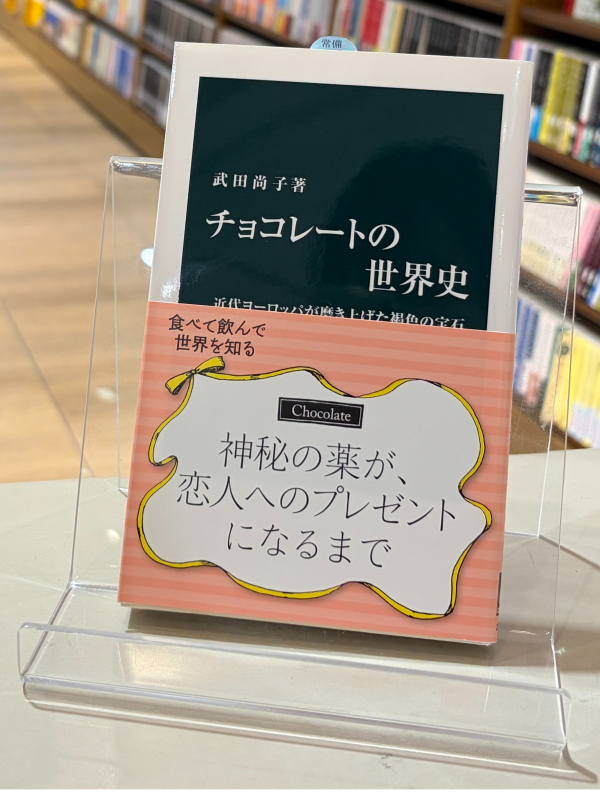 常備
武田尚子著
チョコレートの
世界史
近代ヨーロッパが磨き上げた褐色の宝石
食べて飲んで
世界を知る
Chocolate
神秘の薬が、
恋人へのプレゼント
になるまで